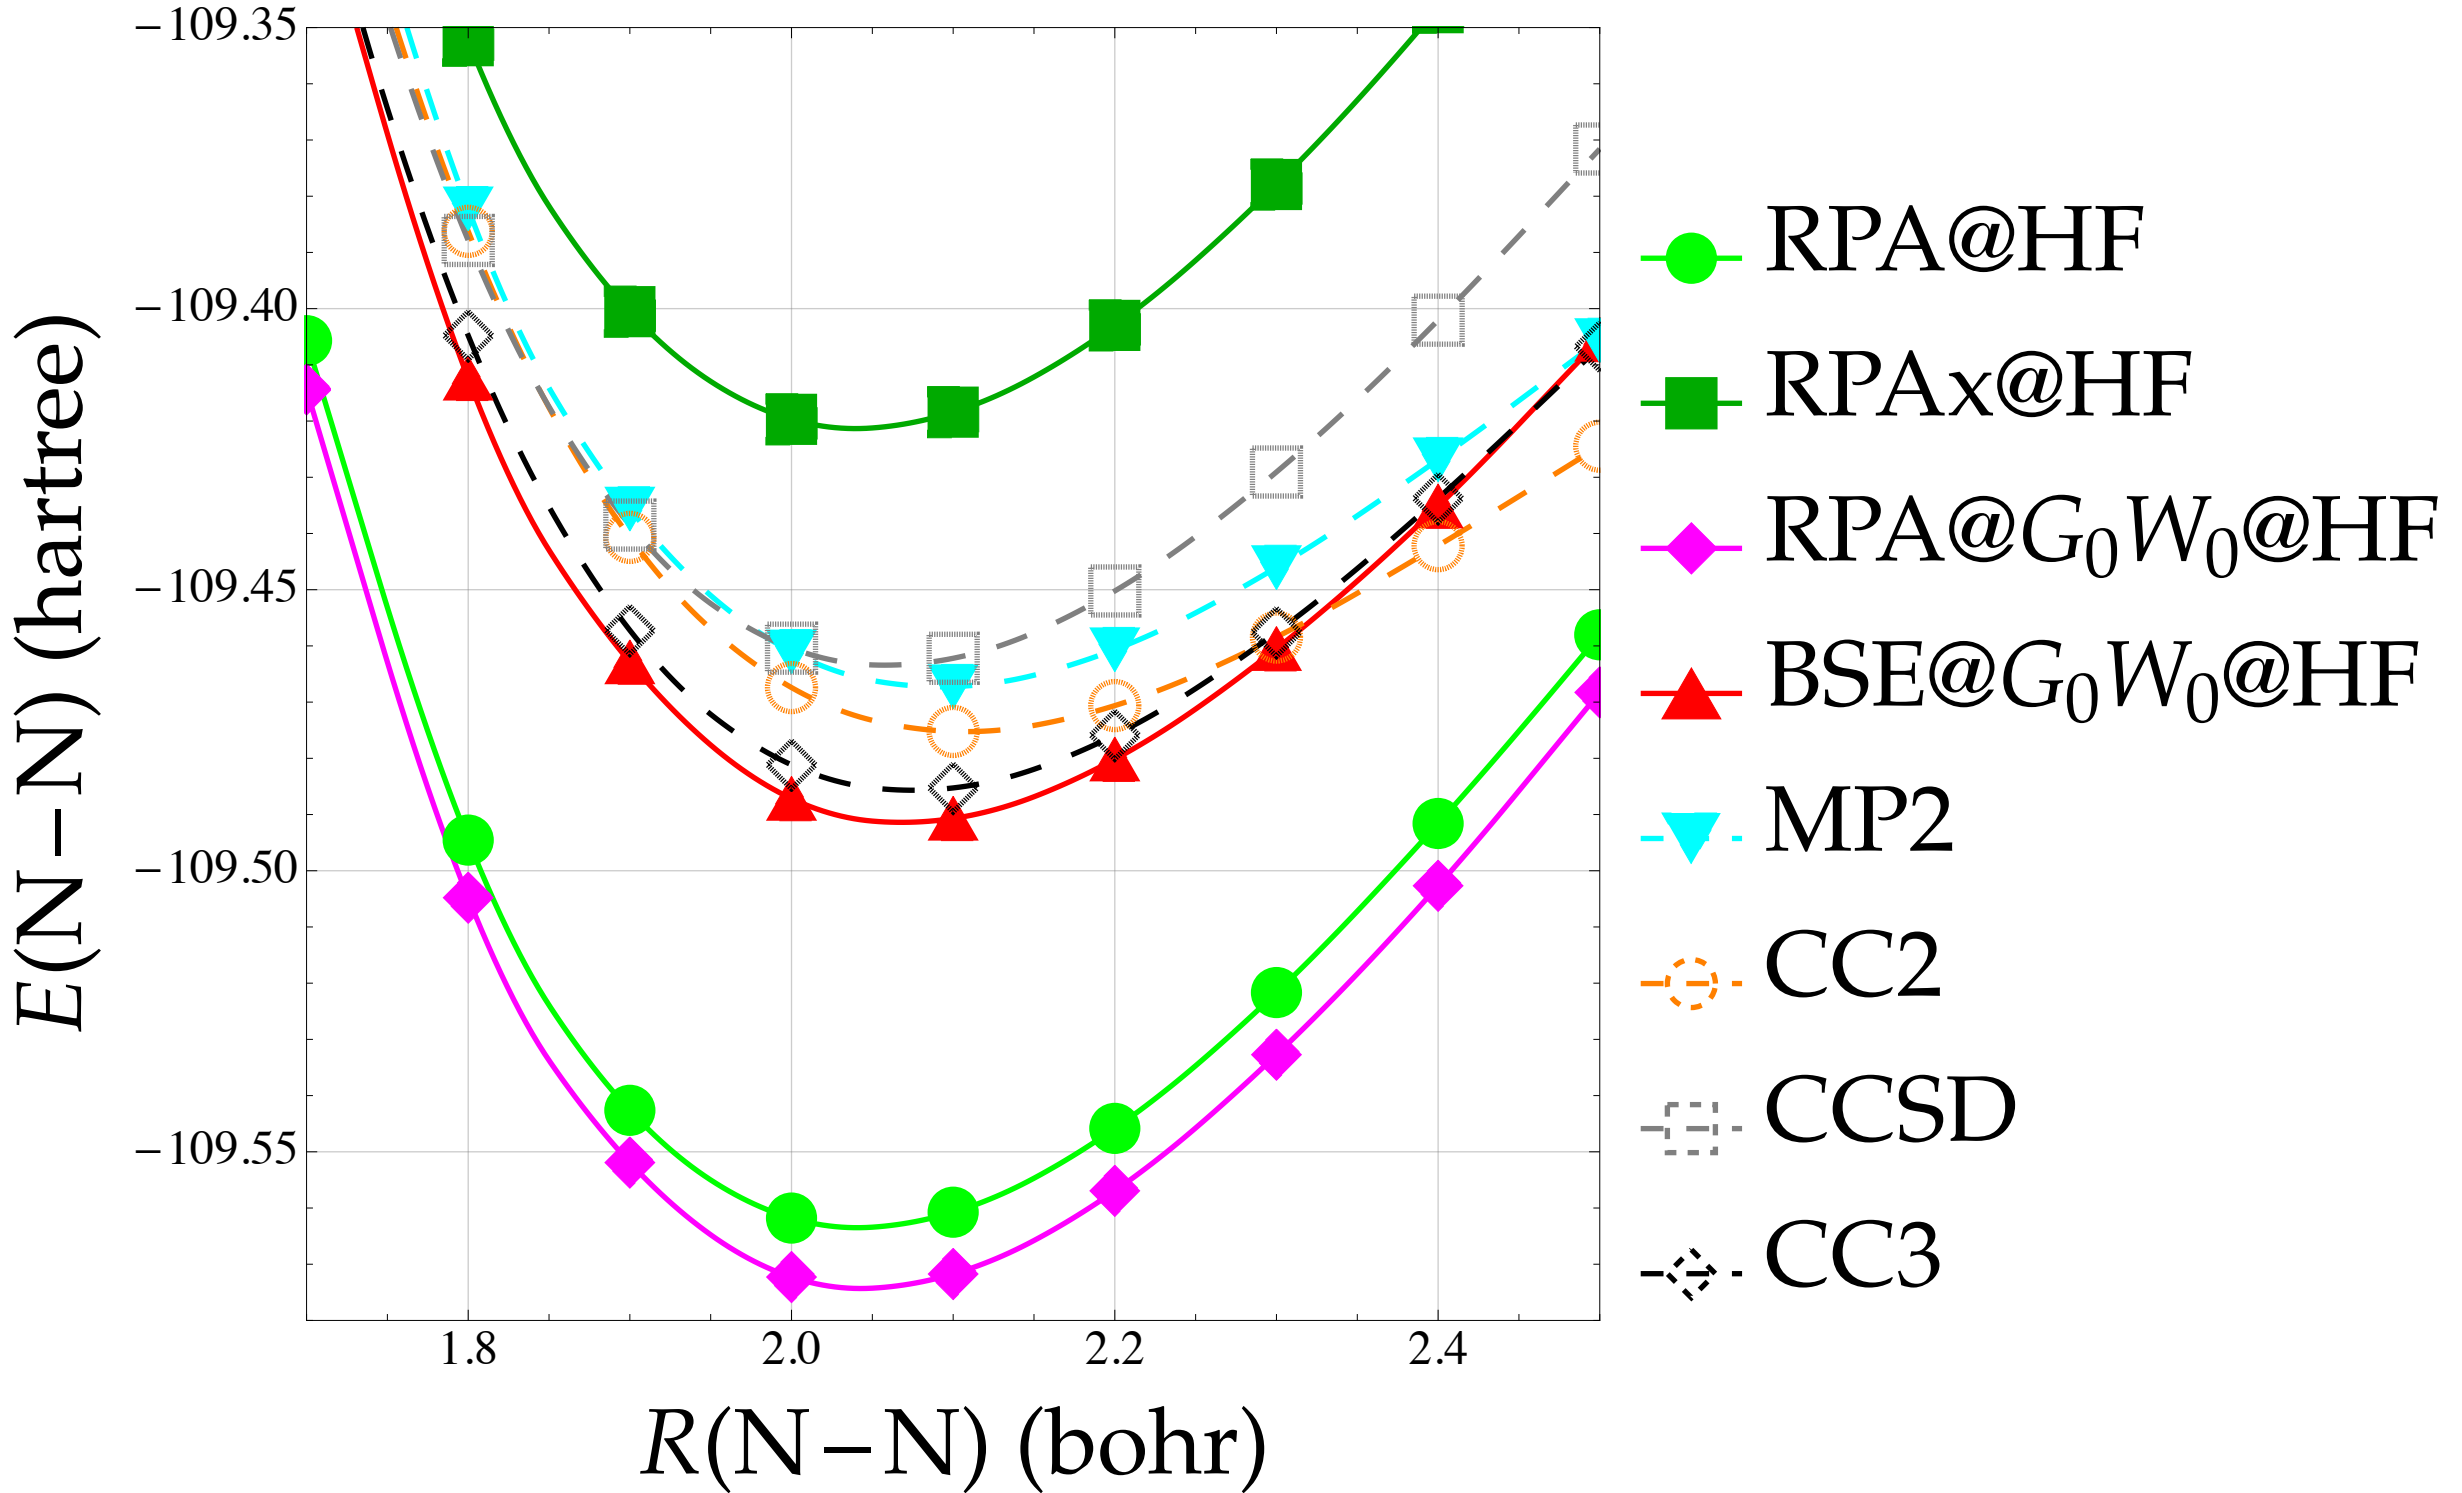 E(N−N) (hartree)
−109.35
−109.40
−109.45
−109.50
−109.55
1.8 2.0 2.2 2.4
R(N−N) (bohr)
RPA@HF
RPAx@HF
RPA@G₀W₀@HF
BSE@G₀W₀@HF
MP2
CC2
CCSD
CC3